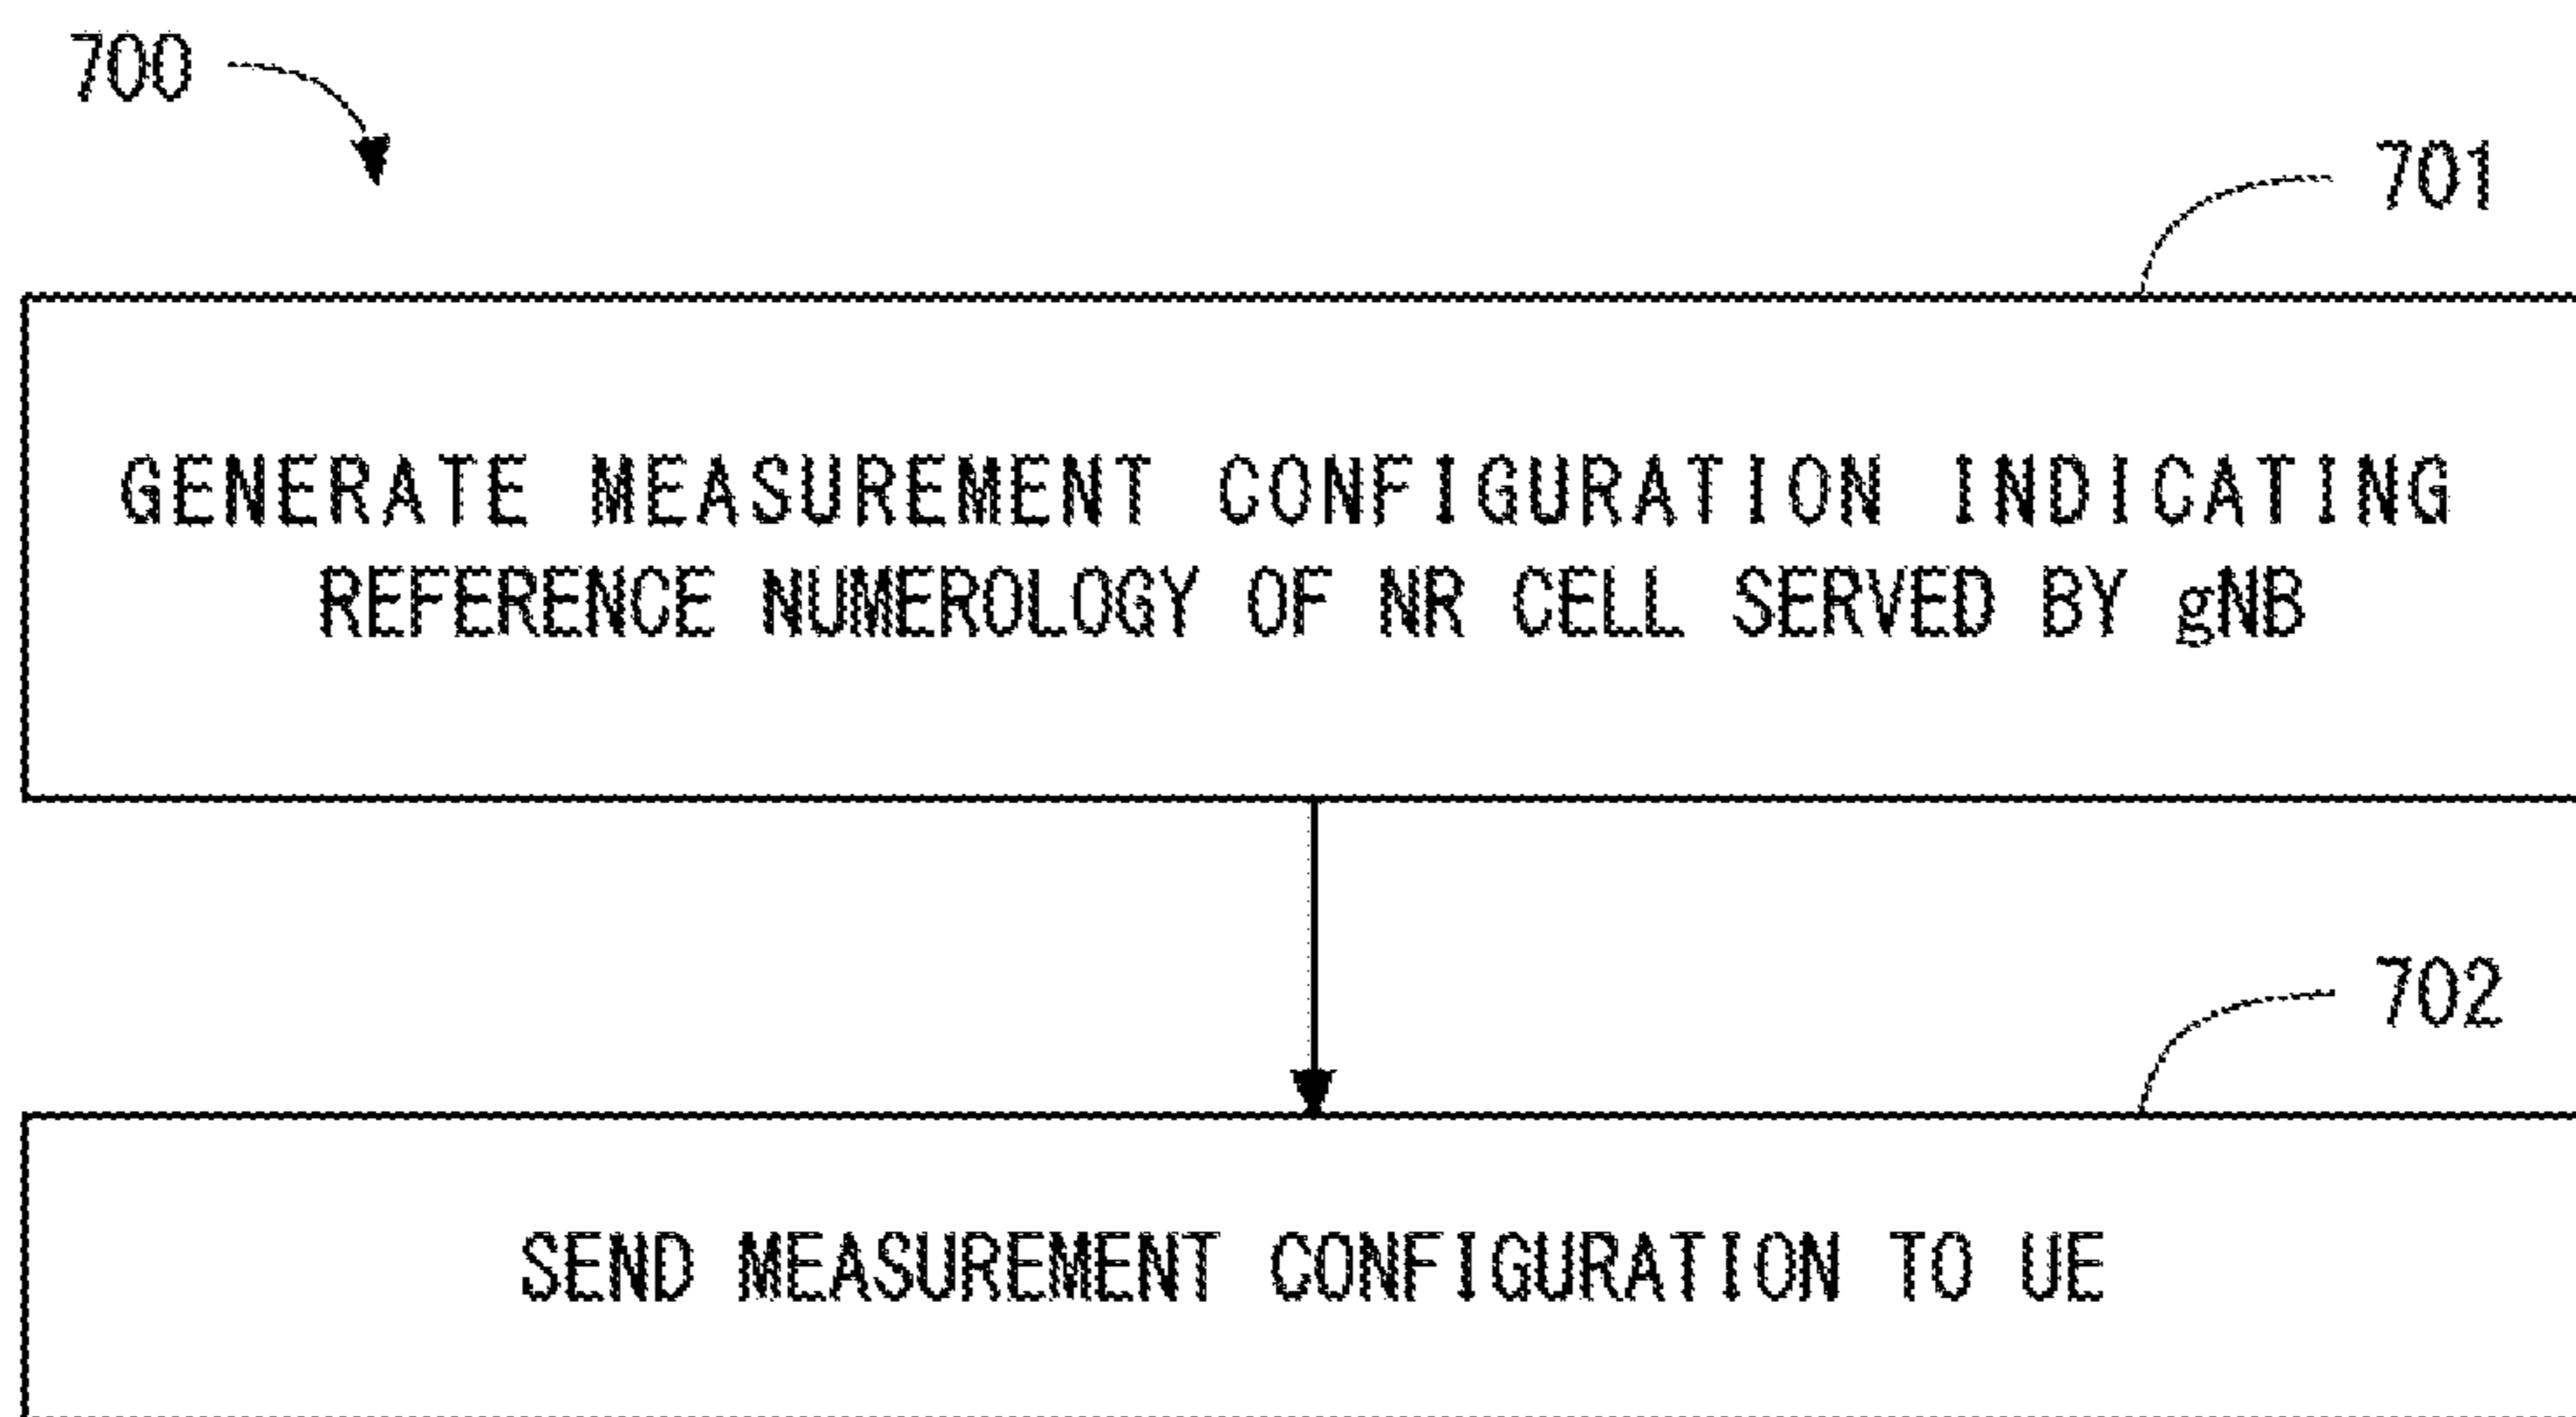 700
701
GENERATE MEASUREMENT CONFIGURATION INDICATING
REFERENCE NUMEROLOGY OF NR CELL SERVED BY gNB
702
SEND MEASUREMENT CONFIGURATION TO UE